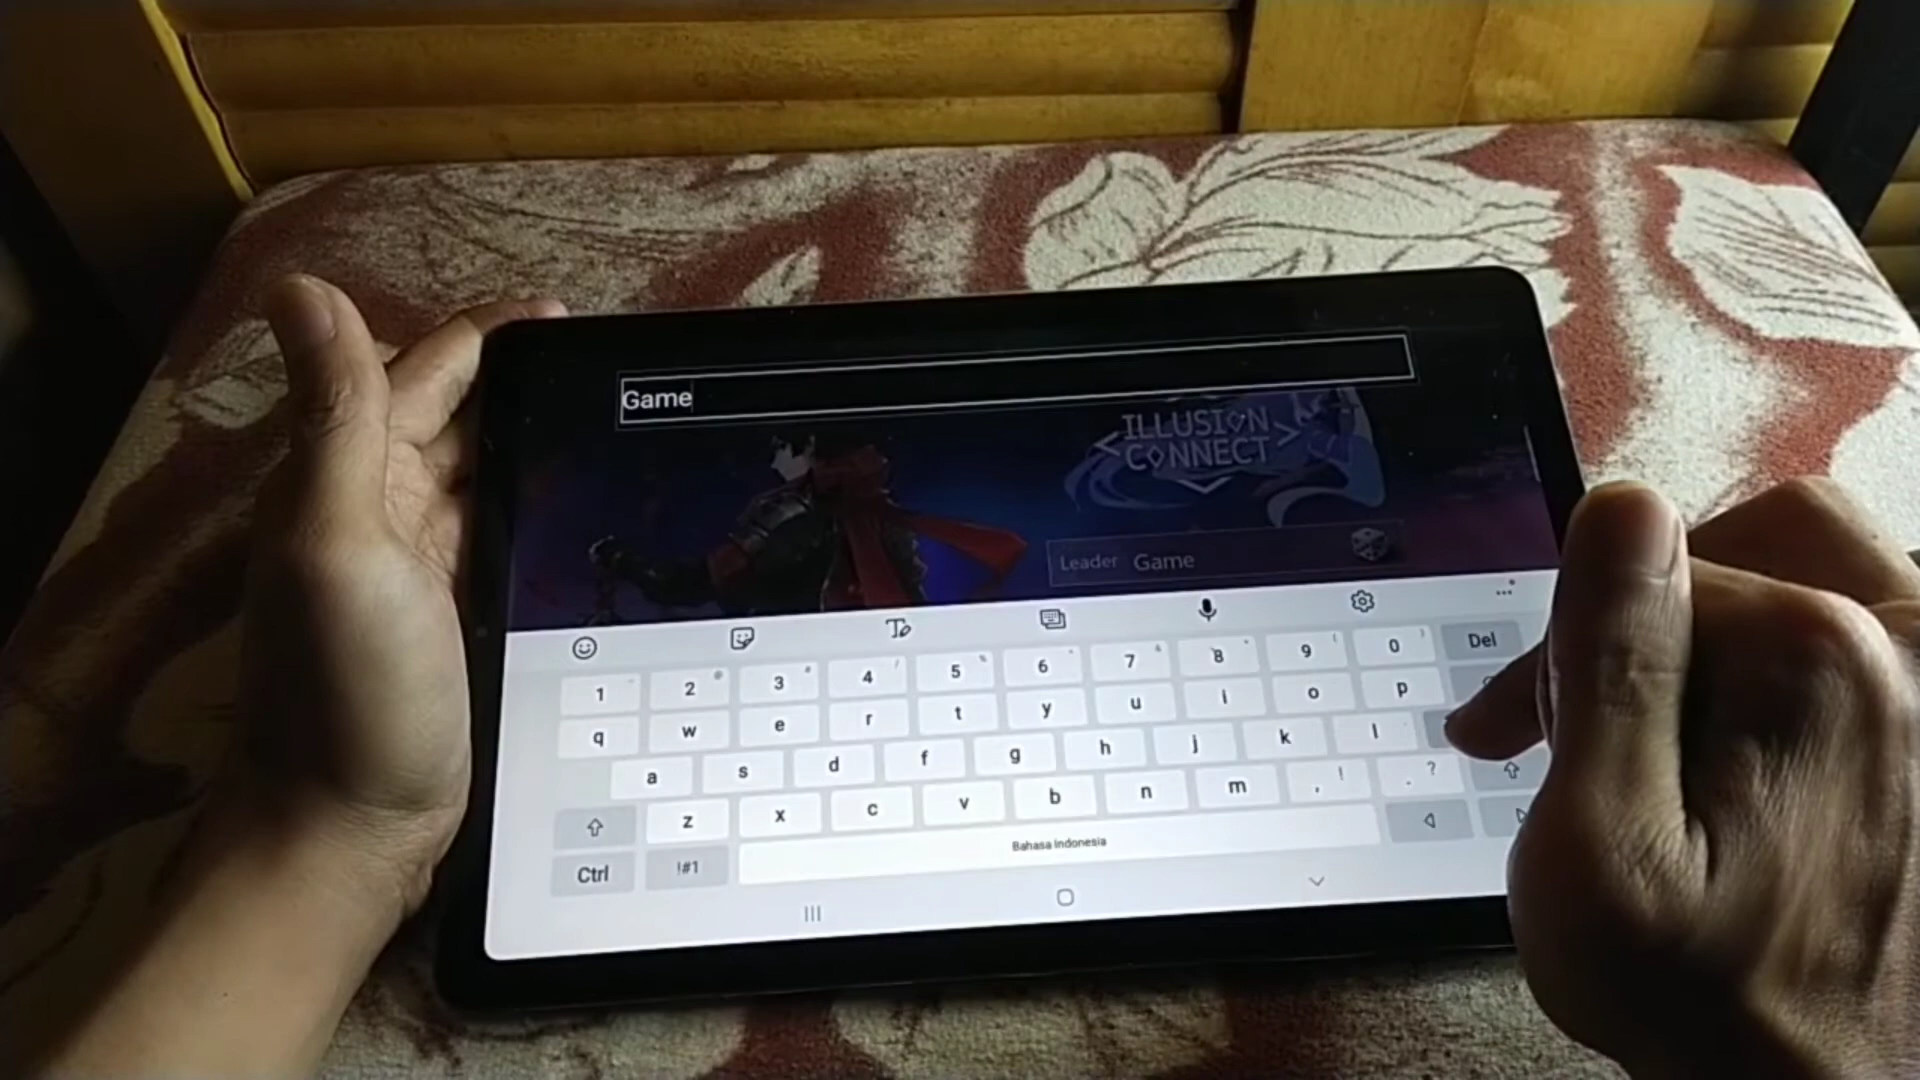 Game
ILLUSION
CONNECT
Leader Game
1 2 3 4 5 6 7 8 9 0 Del
q w e r t y u i o p
a s d f g h j k l
z x c v b n m , ! . ?
Ctrl !#1 Bahasa Indonesia